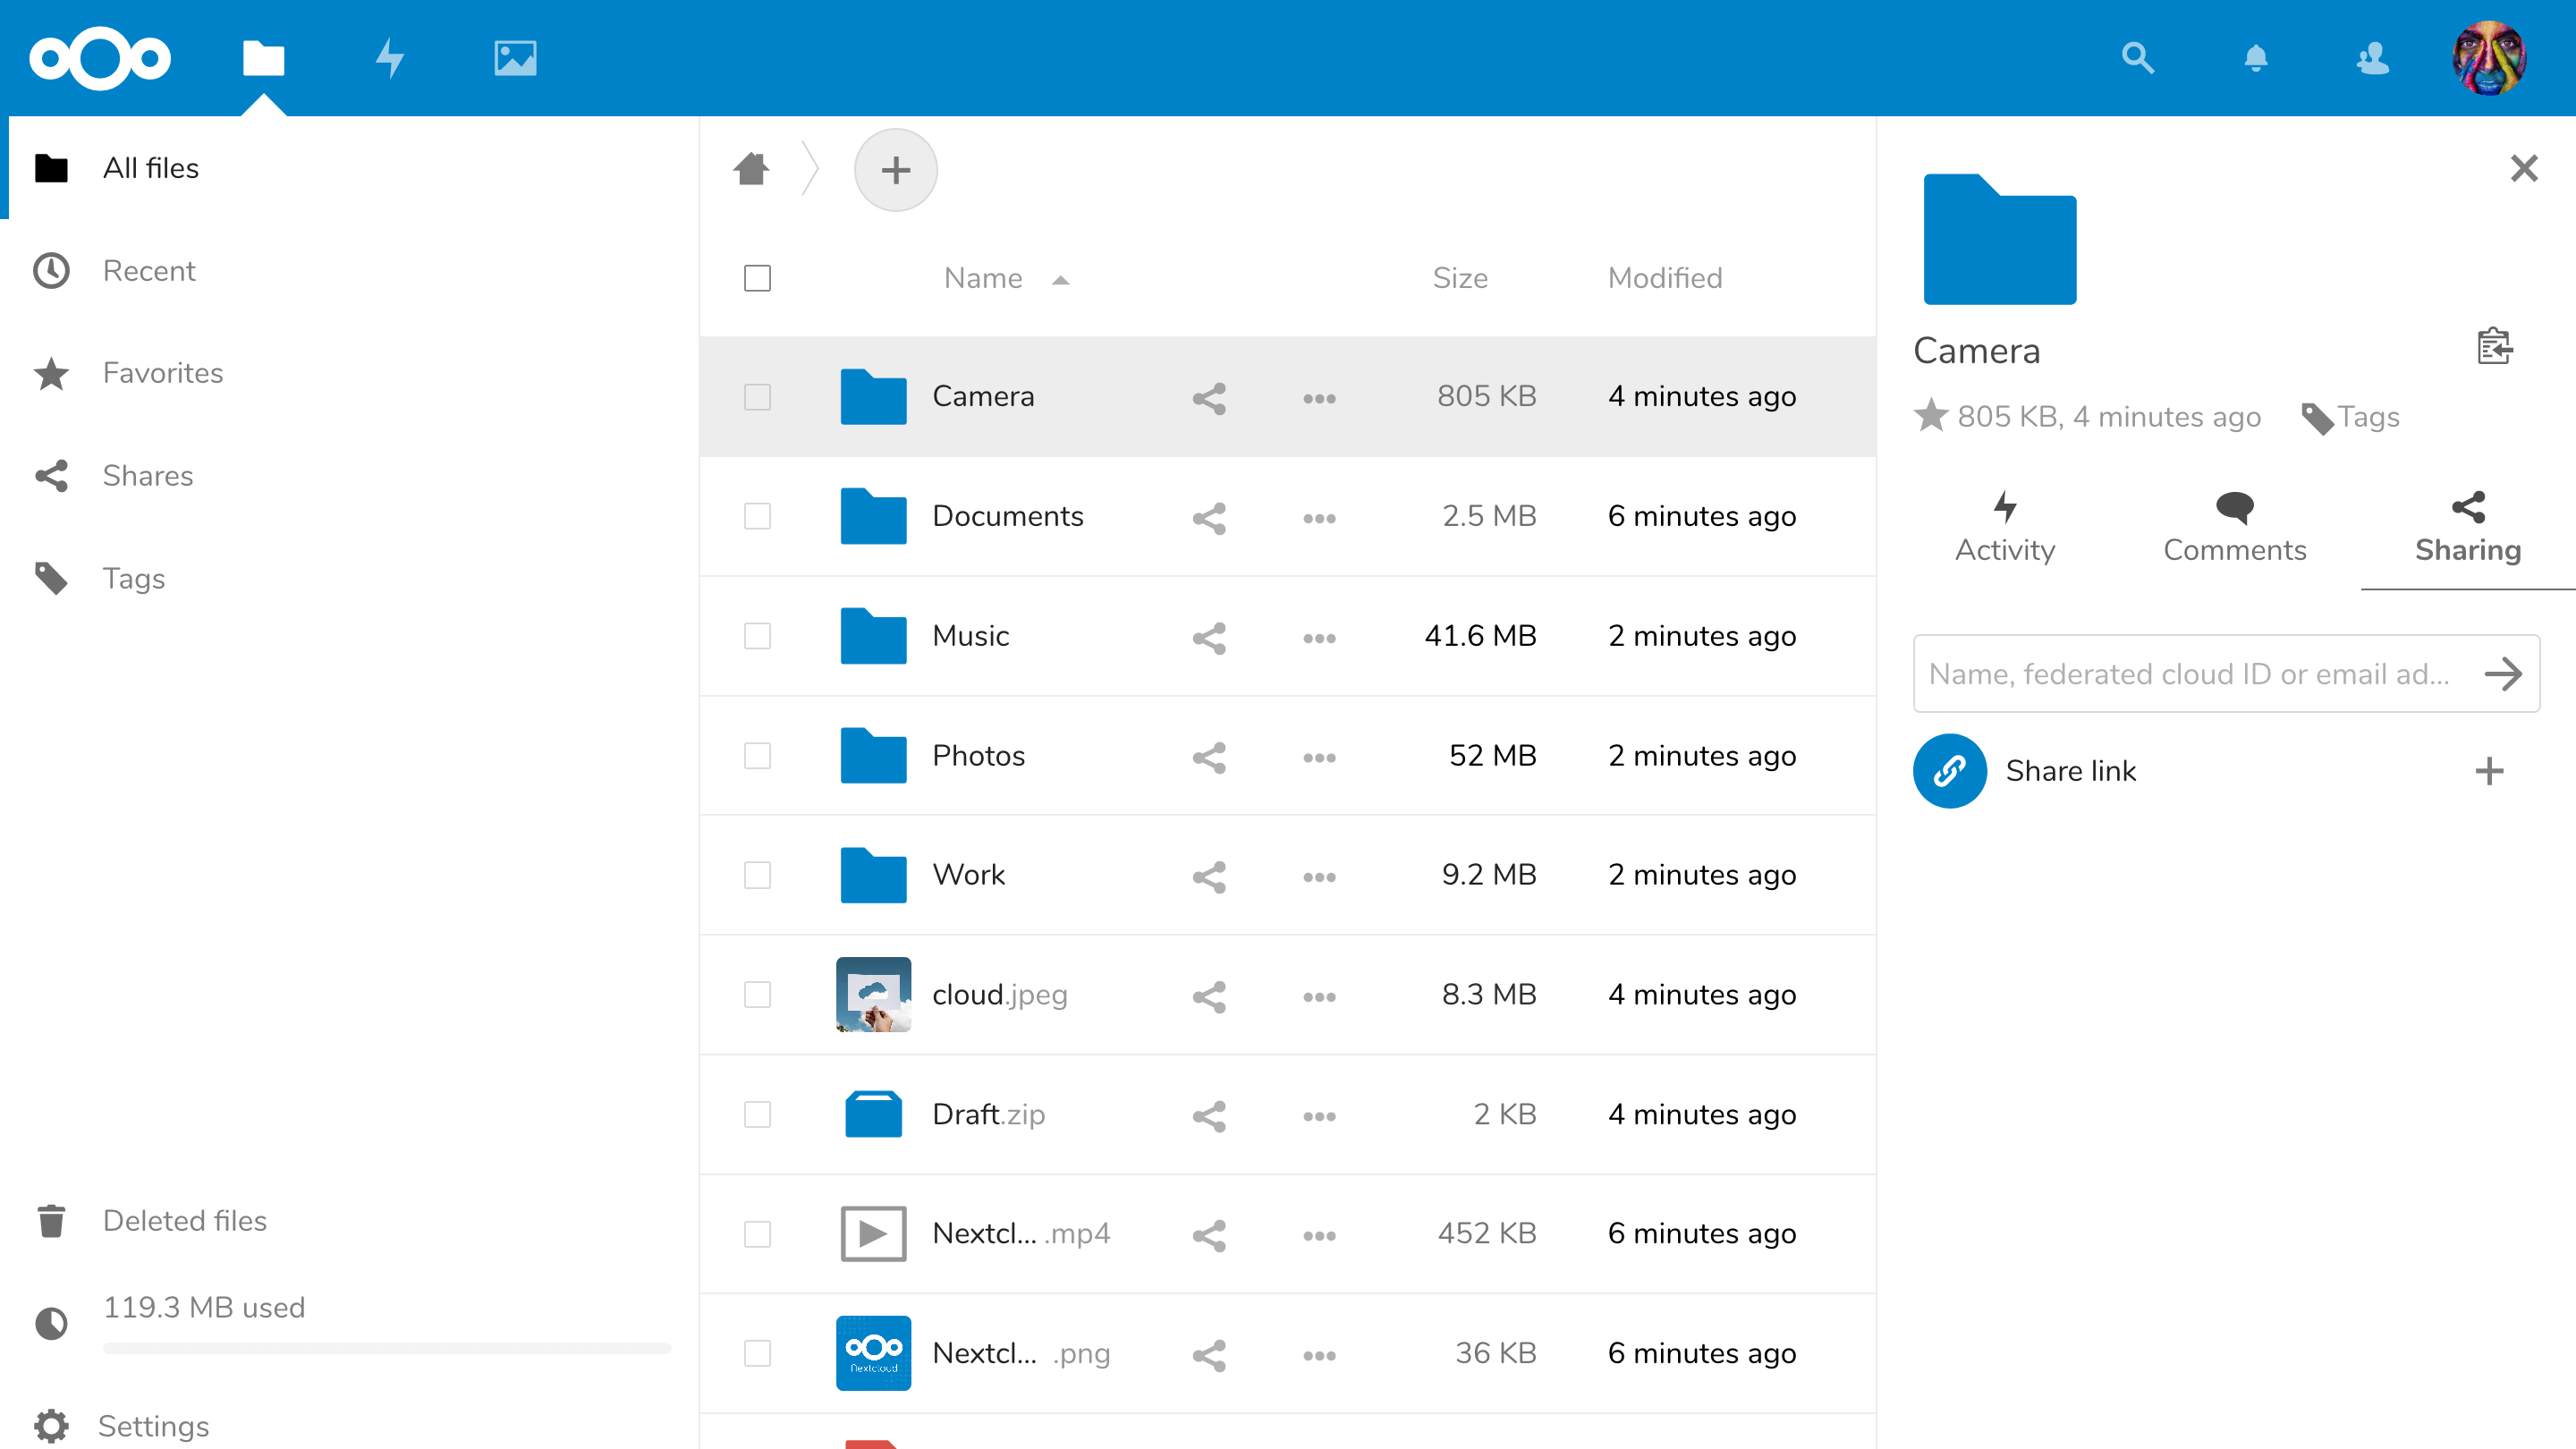 All files
Recent
Favorites
Shares
Tags
Deleted files
119.3 MB used
Settings
Name Size Modified
Camera 805 KB 4 minutes ago
Documents 2.5 MB 6 minutes ago
Music 41.6 MB 2 minutes ago
Photos 52 MB 2 minutes ago
Work 9.2 MB 2 minutes ago
cloud.jpeg 8.3 MB 4 minutes ago
Draft.zip 2 KB 4 minutes ago
Nextcl... .mp4 452 KB 6 minutes ago
Nextcloud
Nextcl... .png 36 KB 6 minutes ago
Camera
805 KB, 4 minutes ago Tags
Activity Comments Sharing
Name, federated cloud ID or email ad...
Share link